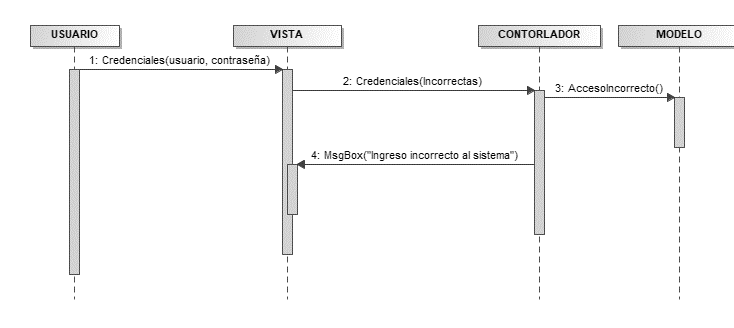 USUARIO
VISTA
CONTORLADOR
MODELO
1: Credenciales(usuario, contraseña)
2: Credenciales(Incorrectas)
3: AccesoIncorrecto()
4: MsgBox("Ingreso incorrecto al sistema")